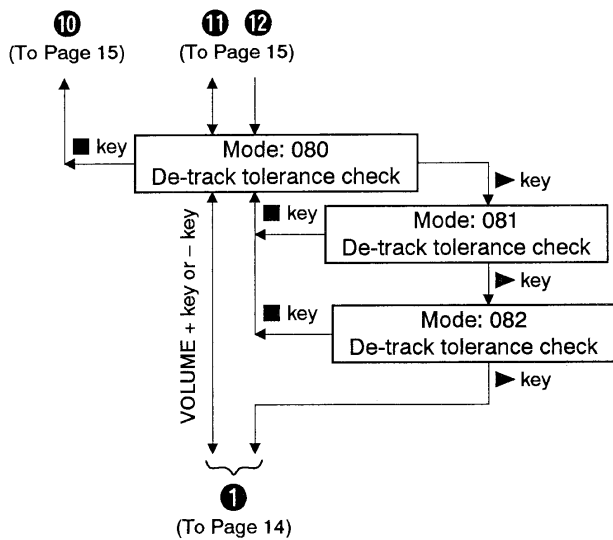 ⑩ ⑪ ⑫
(To Page 15) (To Page 15)
■ key
Mode: 080
De-track tolerance check
▶ key
■ key
Mode: 081
De-track tolerance check
▶ key
■ key
Mode: 082
De-track tolerance check
▶ key
VOLUME + key or – key
①
(To Page 14)